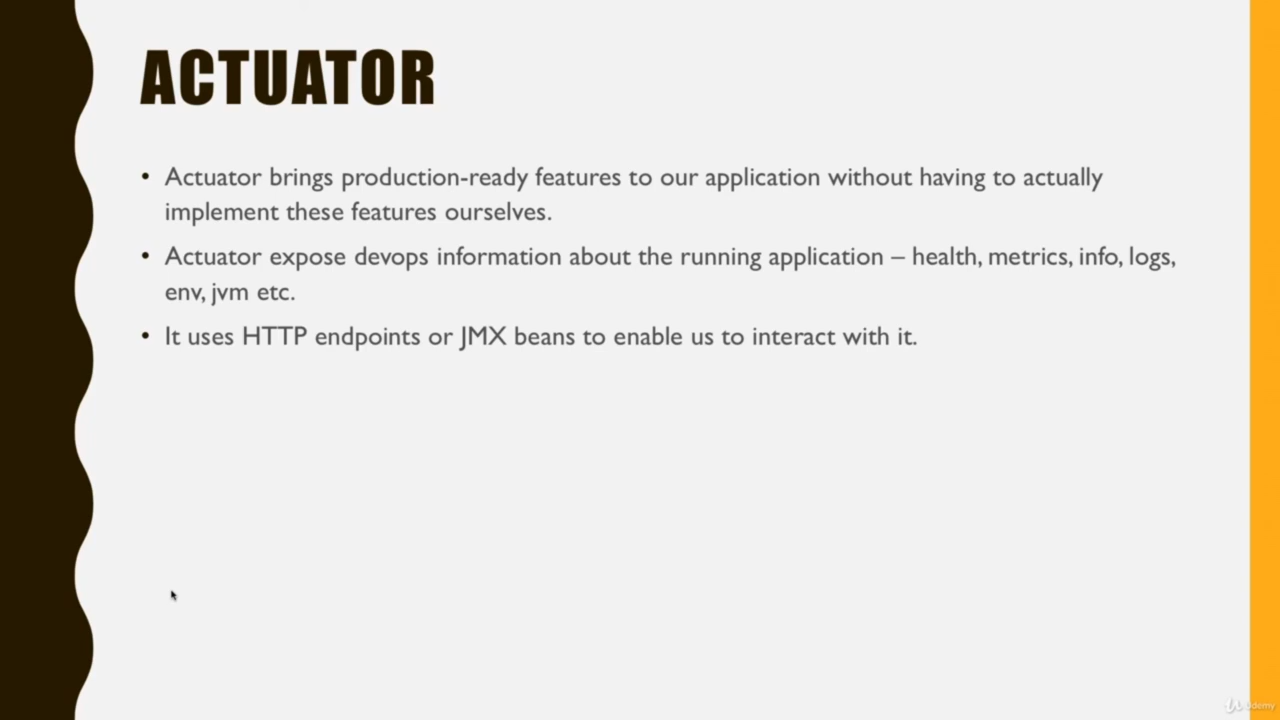 ACTUATOR
• Actuator brings production-ready features to our application without having to actually
implement these features ourselves.
• Actuator expose devops information about the running application – health, metrics, info, logs,
env, jvm etc.
• It uses HTTP endpoints or JMX beans to enable us to interact with it.
Udemy